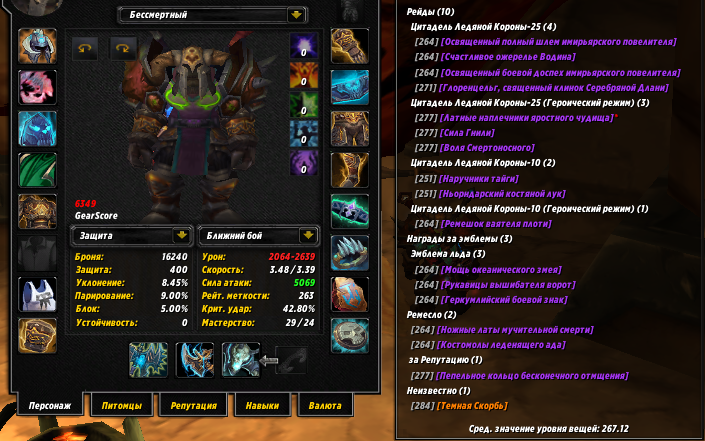 Бессмертный
0
0
0
0
0
6349
GearScore
Защита
Броня: 16240
Защита: 400
Уклонение: 8.45%
Парирование: 9.00%
Блок: 5.00%
Устойчивость: 0
Ближний бой
Урон: 2064-2639
Скорость: 3.48 / 3.39
Сила атаки: 5069
Рейт. меткости: 263
Крит. удар: 42.80%
Мастерство: 29 / 24
Персонаж
Питомцы
Репутация
Навыки
Валюта
Рейды (10)
Цитадель Ледяной Короны-25 (4)
[264] [Освященный полный шлем имирьярского повелителя]
[264] [Счастливое ожерелье Водина]
[264] [Освященный боевой доспех имирьярского повелителя]
[271] [Глоренцельг, священный клинок Серебряной Длани]
Цитадель Ледяной Короны-25 (Героический режим) (3)
[277] [Латные наплечники яростного чудища]*
[277] [Сила Гнили]
[277] [Воля Смертоносного]
Цитадель Ледяной Короны-10 (2)
[251] [Наручники тайги]
[251] [Ньоридарский костяной лук]
Цитадель Ледяной Короны-10 (Героический режим) (1)
[264] [Ремешок ваятеля плоти]
Награды за эмблемы (3)
Эмблема льда (3)
[264] [Мощь океанического змея]
[264] [Рукавицы вышибателя ворот]
[264] [Геркумлийский боевой знак]
Ремесло (2)
[264] [Ножные латы мучительной смерти]
[264] [Костомолы леденящего ада]
за Репутацию (1)
[277] [Пепельное кольцо бесконечного отмщения]
Неизвестно (1)
[284] [Темная Скорбь]
Сред. значение уровня вещей: 267.12